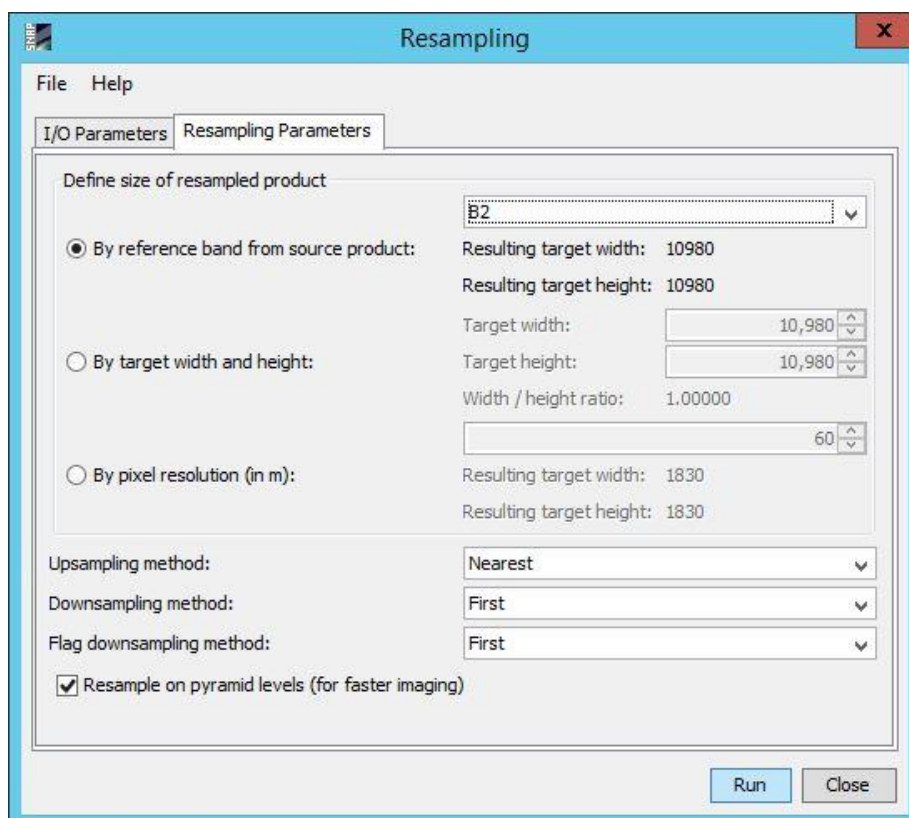 SNAP
Resampling
X
File Help
I/O Parameters Resampling Parameters
Define size of resampled product
B2
By reference band from source product: Resulting target width: 10980
Resulting target height: 10980
Target width: 10,980
By target width and height: Target height: 10,980
Width / height ratio: 1.00000
60
By pixel resolution (in m): Resulting target width: 1830
Resulting target height: 1830
Upsampling method: Nearest
Downsampling method: First
Flag downsampling method: First
Resample on pyramid levels (for faster imaging)
Run Close